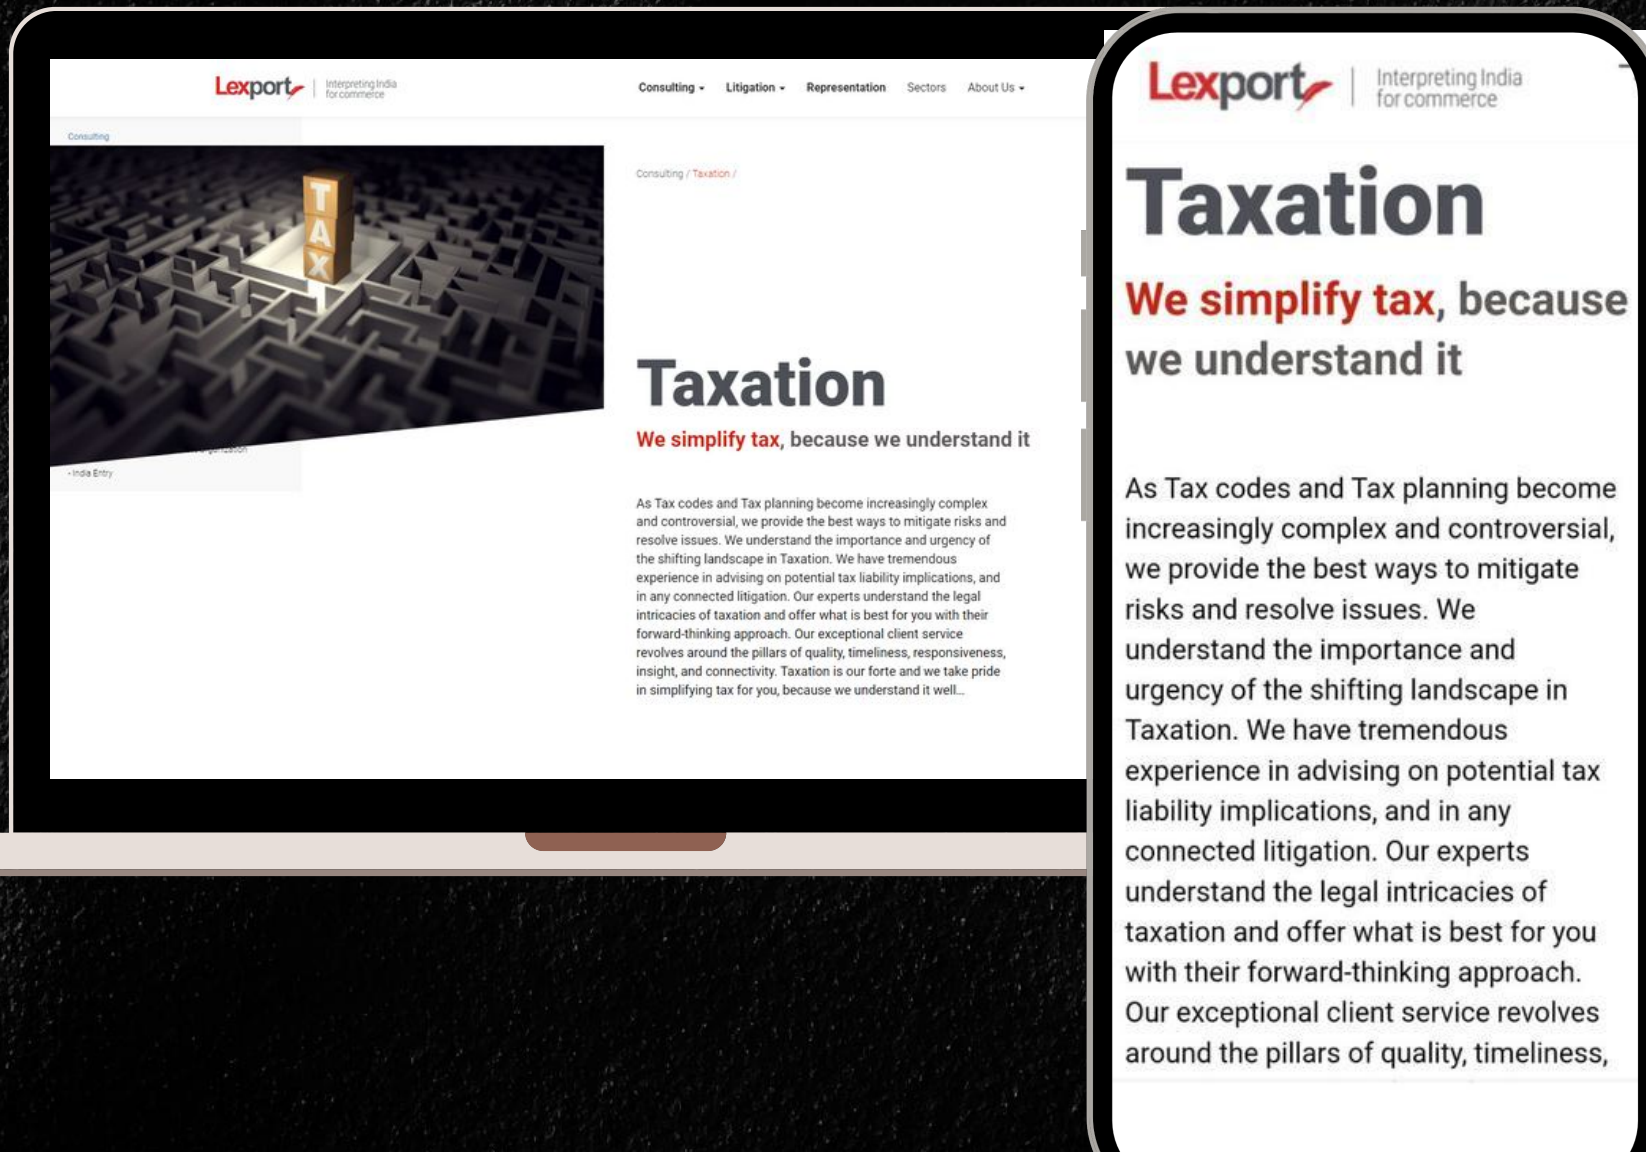 Lexport
Interpreting India
for commerce
Consulting
Litigation
Representation
Sectors
About Us
Consulting
TAX
- India Entry
Consulting / Taxation /
Taxation
We simplify tax, because we understand it
As Tax codes and Tax planning become increasingly complex
and controversial, we provide the best ways to mitigate risks and
resolve issues. We understand the importance and urgency of
the shifting landscape in Taxation. We have tremendous
experience in advising on potential tax liability implications, and
in any connected litigation. Our experts understand the legal
intricacies of taxation and offer what is best for you with their
forward-thinking approach. Our exceptional client service
revolves around the pillars of quality, timeliness, responsiveness,
insight, and connectivity. Taxation is our forte and we take pride
in simplifying tax for you, because we understand it well...
Lexport
Interpreting India
for commerce
Taxation
We simplify tax, because
we understand it
As Tax codes and Tax planning become
increasingly complex and controversial,
we provide the best ways to mitigate
risks and resolve issues. We
understand the importance and
urgency of the shifting landscape in
Taxation. We have tremendous
experience in advising on potential tax
liability implications, and in any
connected litigation. Our experts
understand the legal intricacies of
taxation and offer what is best for you
with their forward-thinking approach.
Our exceptional client service revolves
around the pillars of quality, timeliness,